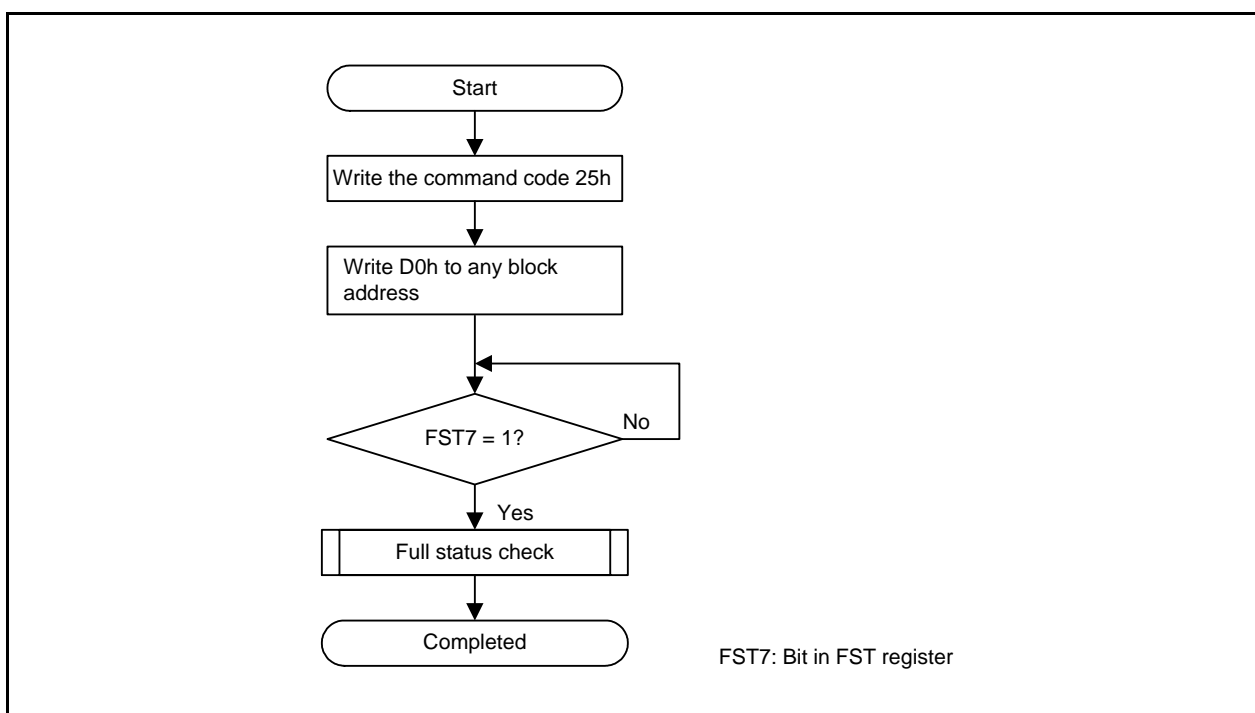 Start
Write the command code 25h
Write D0h to any block
address
FST7 = 1?
No
Yes
Full status check
Completed
FST7: Bit in FST register